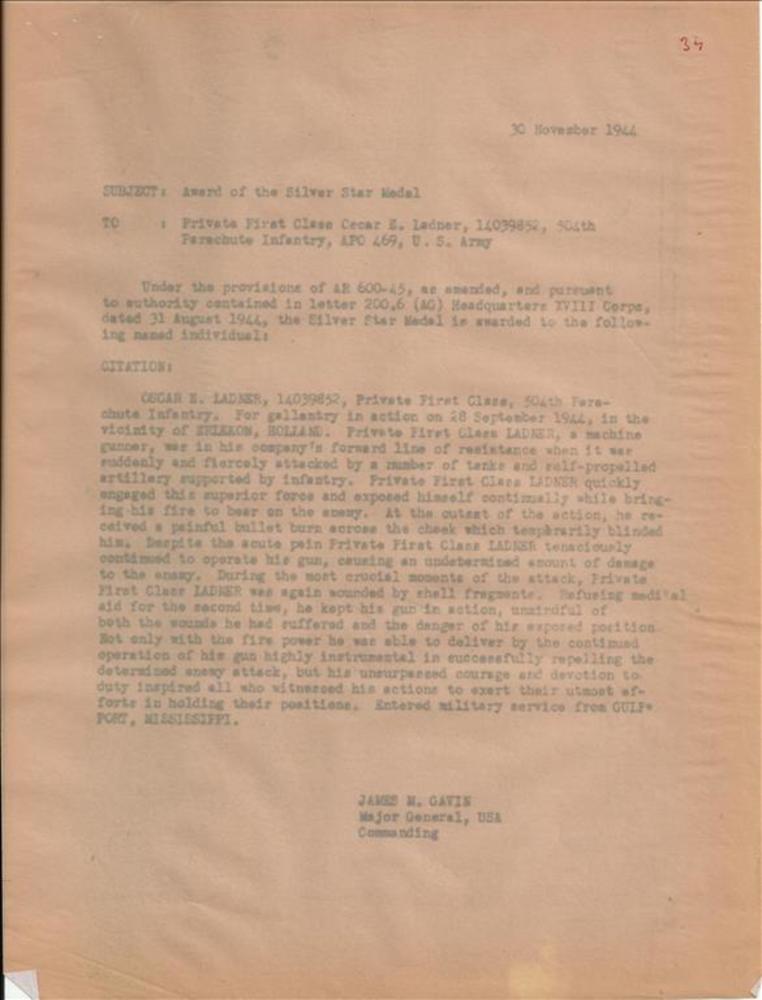 34
30 November 1944
SUBJECT: Award of the Silver Star Medal
TO : Private First Class Oscar E. Ladner, 14039852, 504th
Parachute Infantry, APO 469, U. S. Army
Under the provisions of AR 600-45, as amended, and pursuant
to authority contained in letter 200.6 (AG) Headquarters XVIII Corps,
dated 31 August 1944, the Silver Star Medal is awarded to the follow-
ing named individual:
CITATION:
OSCAR E. LADNER, 14039852, Private First Class, 504th Para-
chute Infantry. For gallantry in action on 28 September 1944, in the
vicinity of HOLLAND. Private First Class LADNER, a machine
gunner, was in his company's forward line of resistance when it was
suddenly and fiercely attacked by a number of tanks and self-propelled
artillery supported by infantry. Private First Class LADNER quickly
engaged this superior force and exposed himself continually while bring-
ing his fire to bear on the enemy. At the outset of the action, he re-
ceived a painful bullet burn across the cheek which temporarily blinded
him. Despite the acute pain Private First Class LADNER tenaciously
continued to operate his gun, causing an undetermined amount of damage
to the enemy. During the most crucial moments of the attack, Private
First Class LADNER was again wounded by shell fragments. Refusing medical
aid for the second time, he kept his gun in action, unmindful of
both the wounds he had suffered and the danger of his exposed position.
Not only with the fire power he was able to deliver by the continued
operation of his gun highly instrumental in successfully repelling the
determined enemy attack, but his unsurpassed courage and devotion to
duty inspired all who witnessed his actions to exert their utmost ef-
forts in holding their positions. Entered military service from GULF-
PORT, MISSISSIPPI.
JAMES M. GAVIN
Major General, USA
Commanding